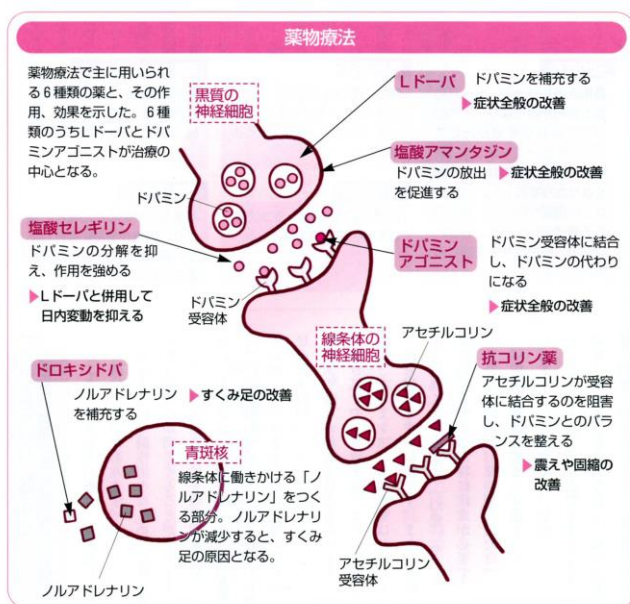 薬物療法
薬物療法で主に用いられ
る6種類の薬と、その作
用、効果を示した。6種
類のうちLドーパとドパ
ミンアゴニストが治療の
中心となる。
黒質の
神経細胞
Lドーパ
ドパミンを補充する
▶症状全般の改善
塩酸アマンタジン
ドパミンの放出
を促進する
▶症状全般の改善
ドパミン
塩酸セレギリン
ドパミンの分解を抑
え、作用を強める
▶Lドーパと併用して
日内変動を抑える
ドパミン
受容体
ドパミン
アゴニスト
ドパミン受容体に結合
し、ドパミンの代わり
になる
▶症状全般の改善
線条体の
神経細胞
アセチルコリン
抗コリン薬
アセチルコリンが受容
体に結合するのを阻害
し、ドパミンとのバラ
ンスを整える
▶震えや固縮の
改善
ドロキシドパ
ノルアドレナリン
を補充する
▶すくみ足の改善
青斑核
線条体に働きかける「ノ
ルアドレナリン」をつく
る部分。ノルアドレナリ
ンが減少すると、すくみ
足の原因となる。
ノルアドレナリン
アセチルコリン
受容体